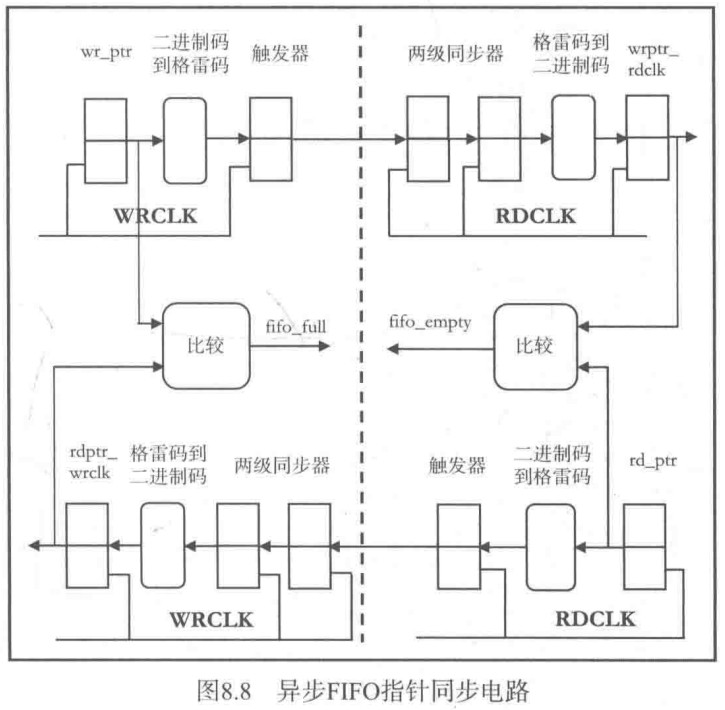 wr_ptr
二进制码
到格雷码
触发器
两级同步器
格雷码到
二进制码
wrptr_
rdclk
WRCLK
RDCLK
比较
fifo_full
fifo_empty
比较
rdptr_
wrclk
格雷码到
二进制码
两级同步器
触发器
二进制码
到格雷码
rd_ptr
WRCLK
RDCLK
图8.8 异步FIFO指针同步电路